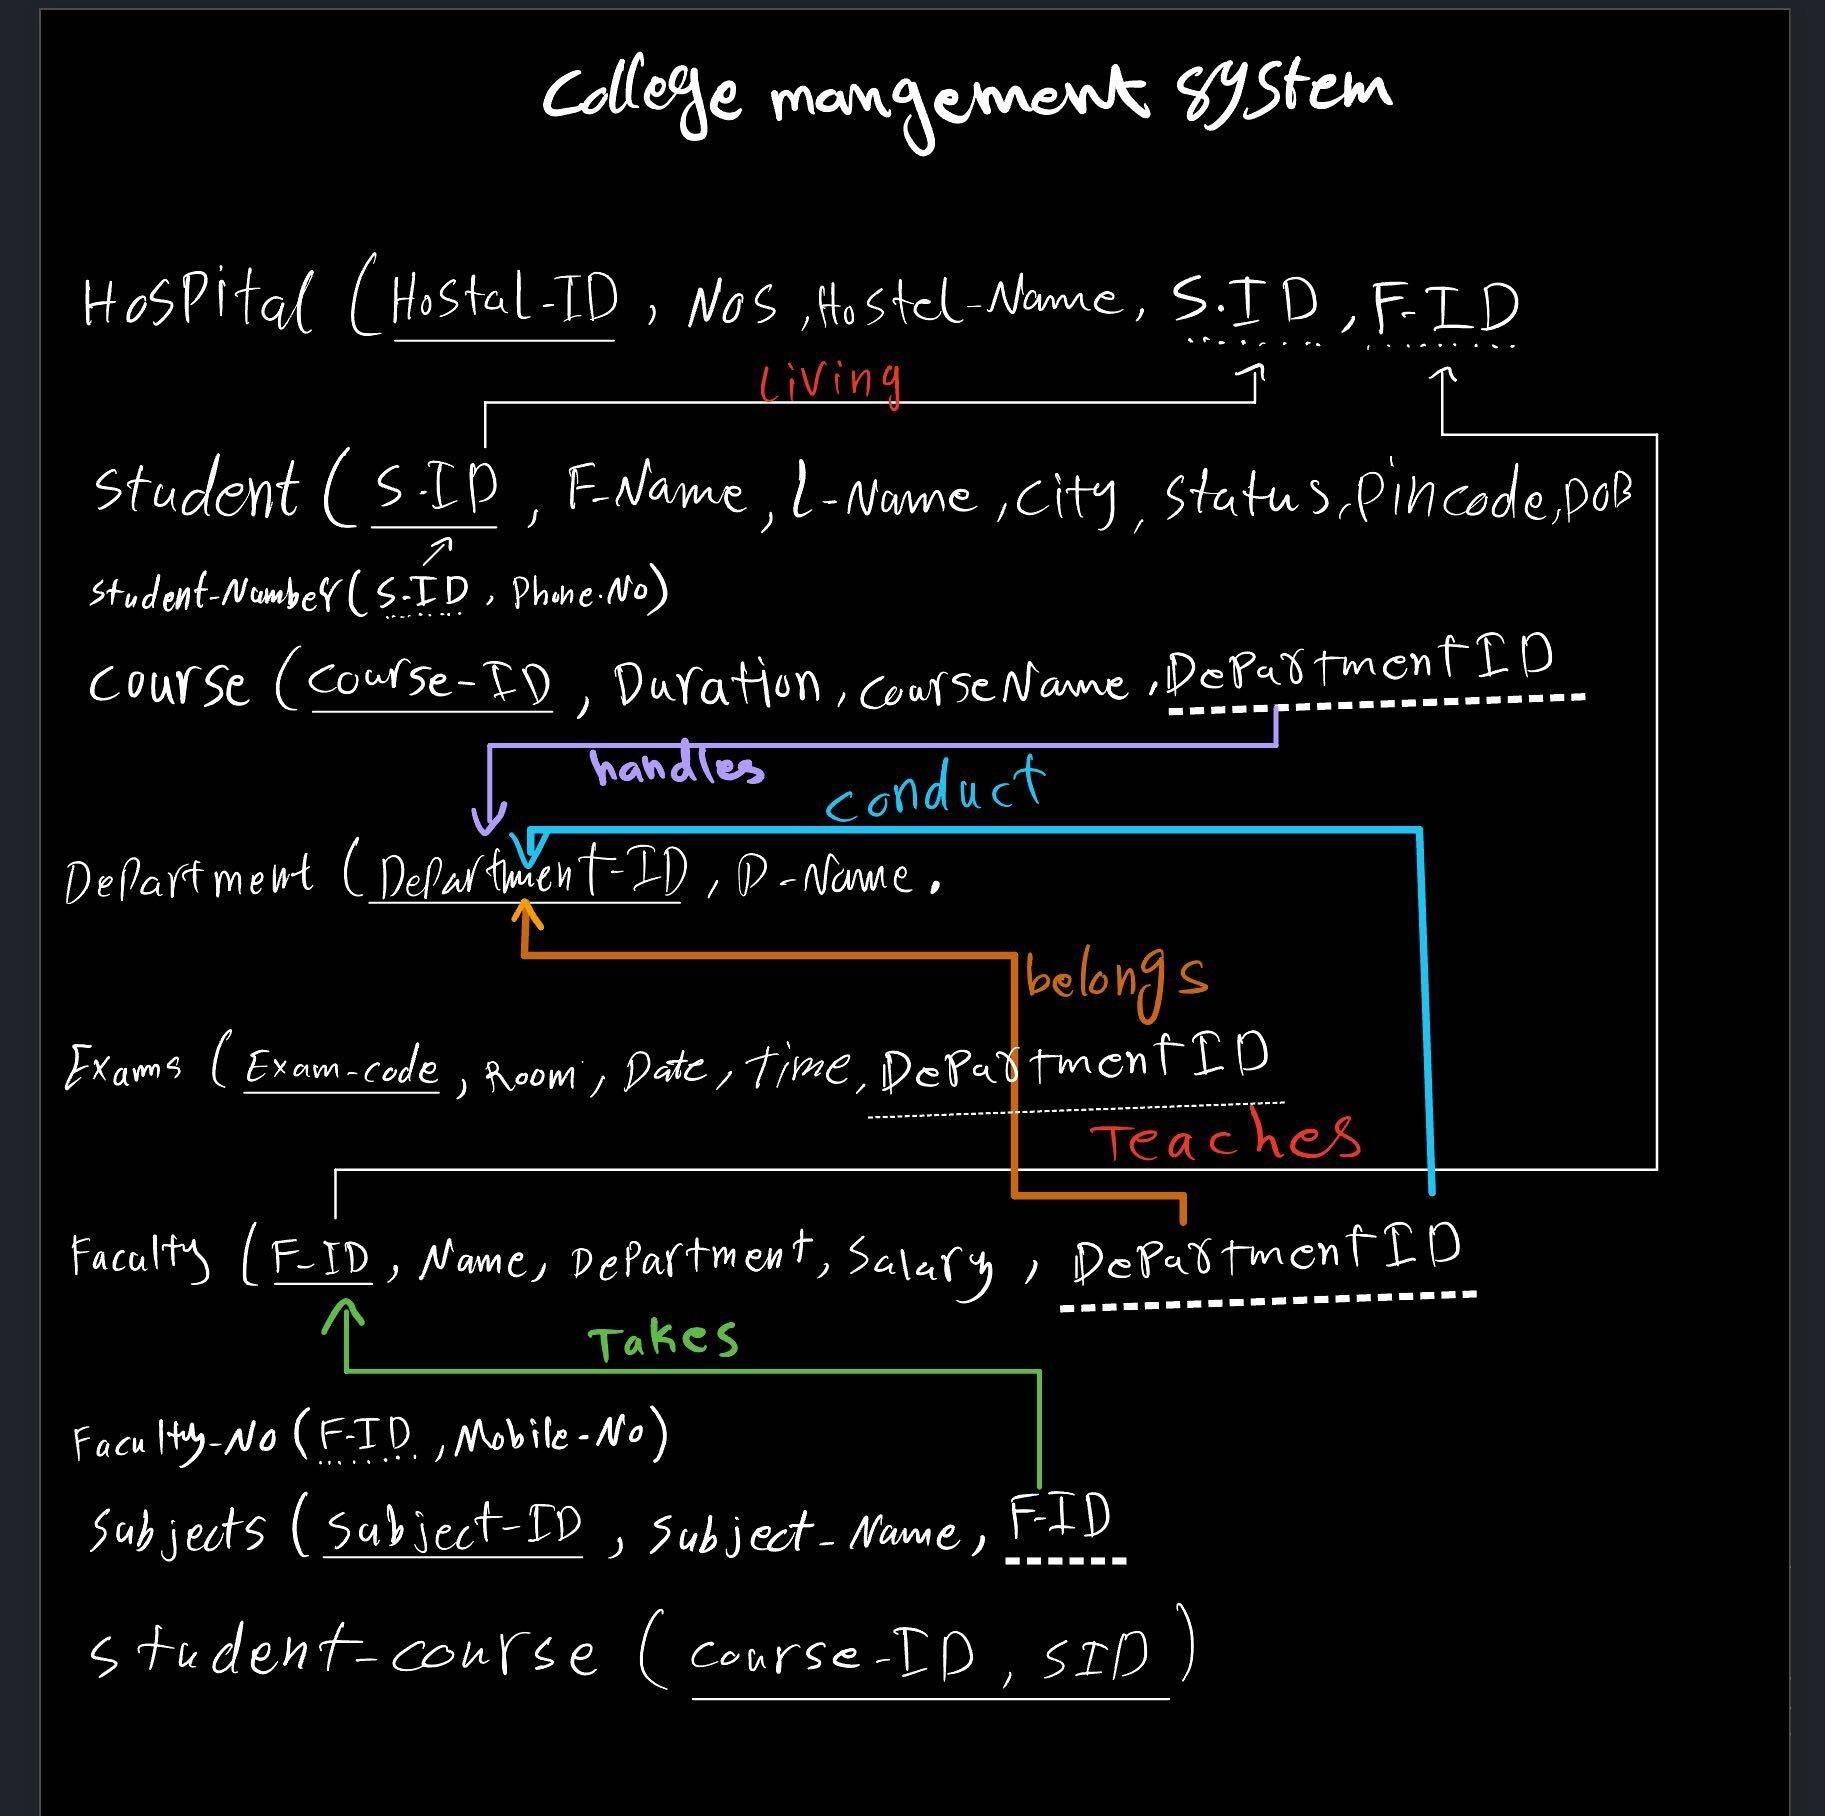 College mangement system
HosPital (Hostal-ID, NOS, Hostel-Name, S.ID, F-ID
Living
Student (S.ID, F-Name, L-Name, City, Status, Pincode, DOB
Student-Number(S.ID, Phone.No)
Course (Course-ID, Duration, CourseName, DepartmentID
handles
conduct
Department (Department-ID, D-Name.
belongs
Exams (Exam-code, Room, Date, Time, DepartmentID
Teaches
Faculty (F-ID, Name, Department, Salary, DepartmentID
Takes
Faculty-No (F-ID, Mobile-No)
Subjects (Subject-ID, Subject-Name, F-ID
Student-course (course-ID, SID)